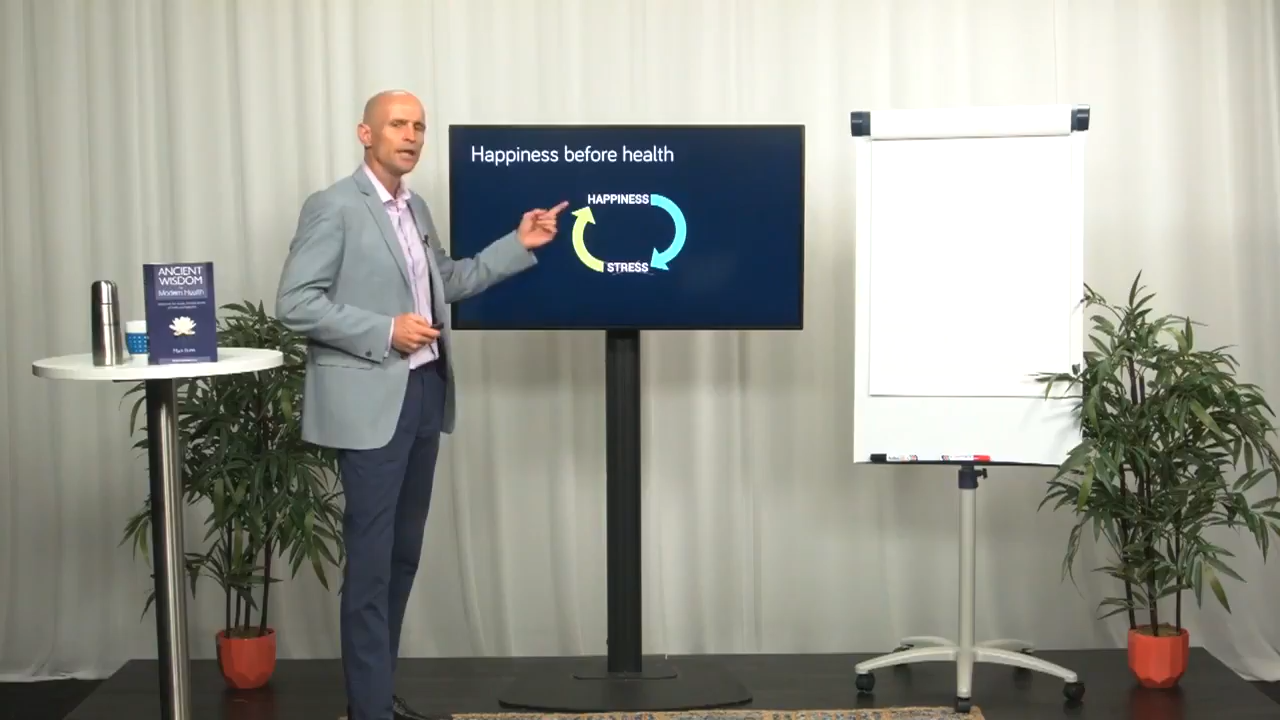 Happiness before health
HAPPINESS
STRESS
ANCIENT
WISDOM
Modern Health